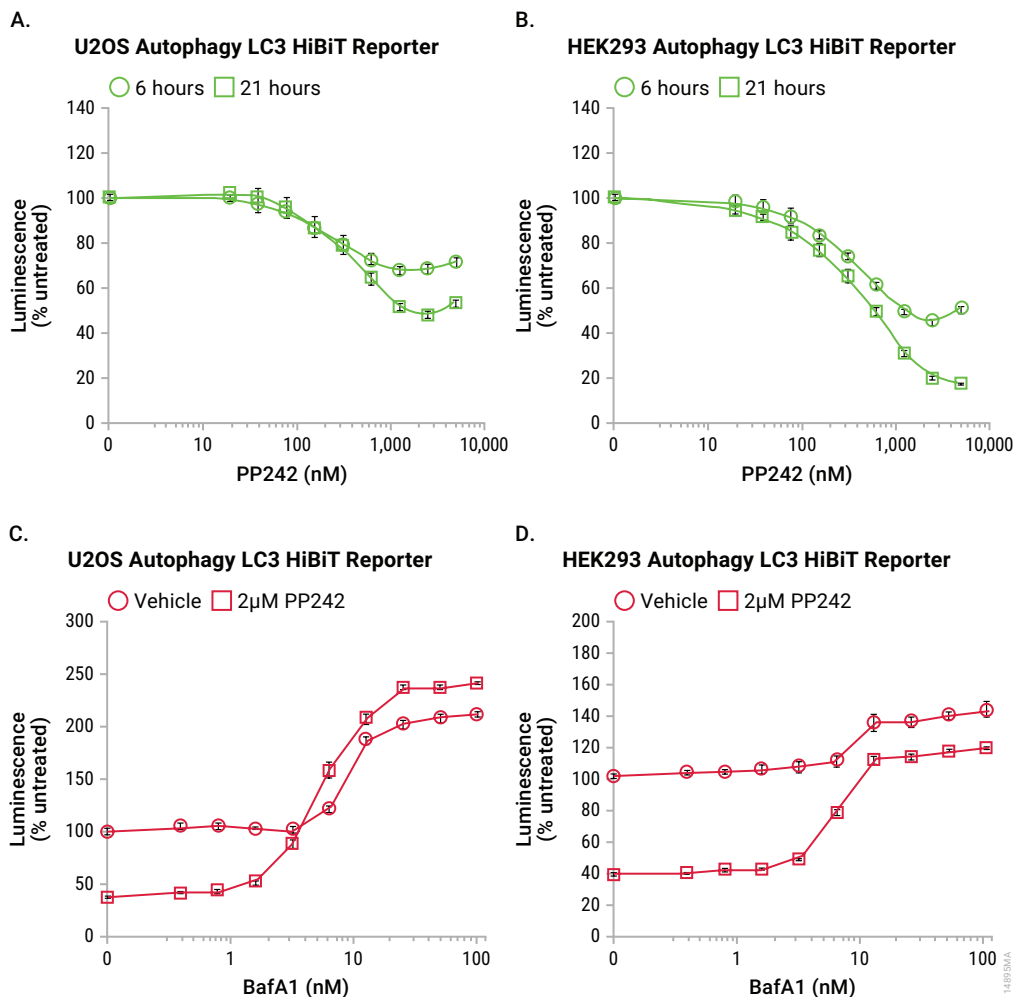 A.
U2OS Autophagy LC3 HiBiT Reporter
6 hours 21 hours
140
120
100
80
60
40
20
0
Luminescence
(% untreated)
0 10 100 1,000 10,000
PP242 (nM)
B.
HEK293 Autophagy LC3 HiBiT Reporter
6 hours 21 hours
140
120
100
80
60
40
20
0
Luminescence
(% untreated)
0 10 100 1,000 10,000
PP242 (nM)
C.
U2OS Autophagy LC3 HiBiT Reporter
Vehicle 2µM PP242
300
250
200
150
100
50
0
Luminescence
(% untreated)
0 1 10 100
BafA1 (nM)
D.
HEK293 Autophagy LC3 HiBiT Reporter
Vehicle 2µM PP242
200
180
160
140
120
100
80
60
40
20
0
Luminescence
(% untreated)
0 1 10 100
BafA1 (nM)
14895MA